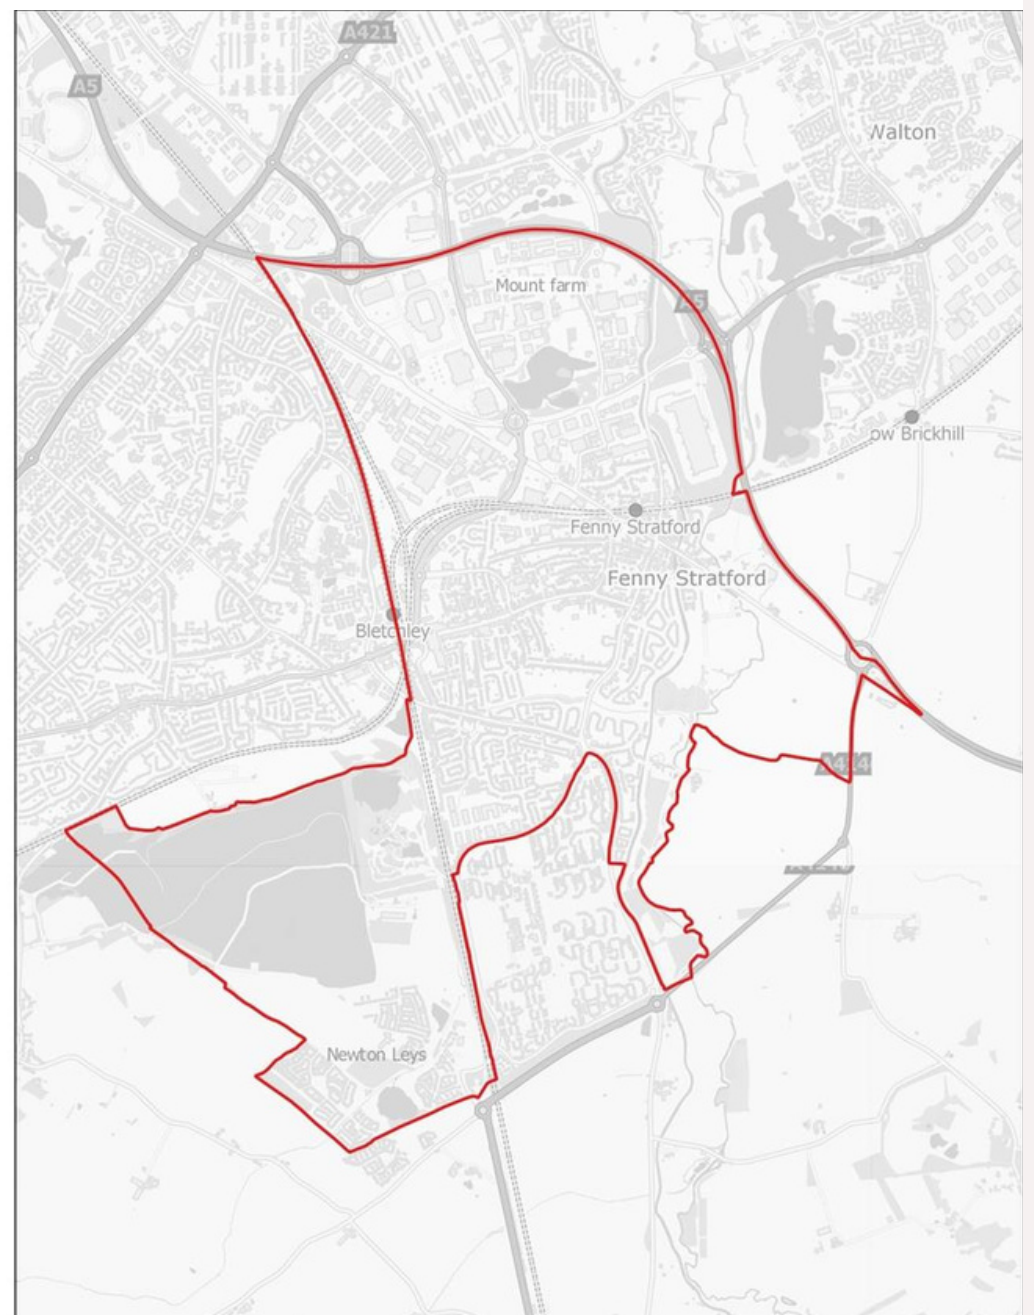 A421
A5
Walton
Mount farm
A5
ow Brickhill
Fenny Stratford
Fenny Stratford
Bletchley
Newton Leys